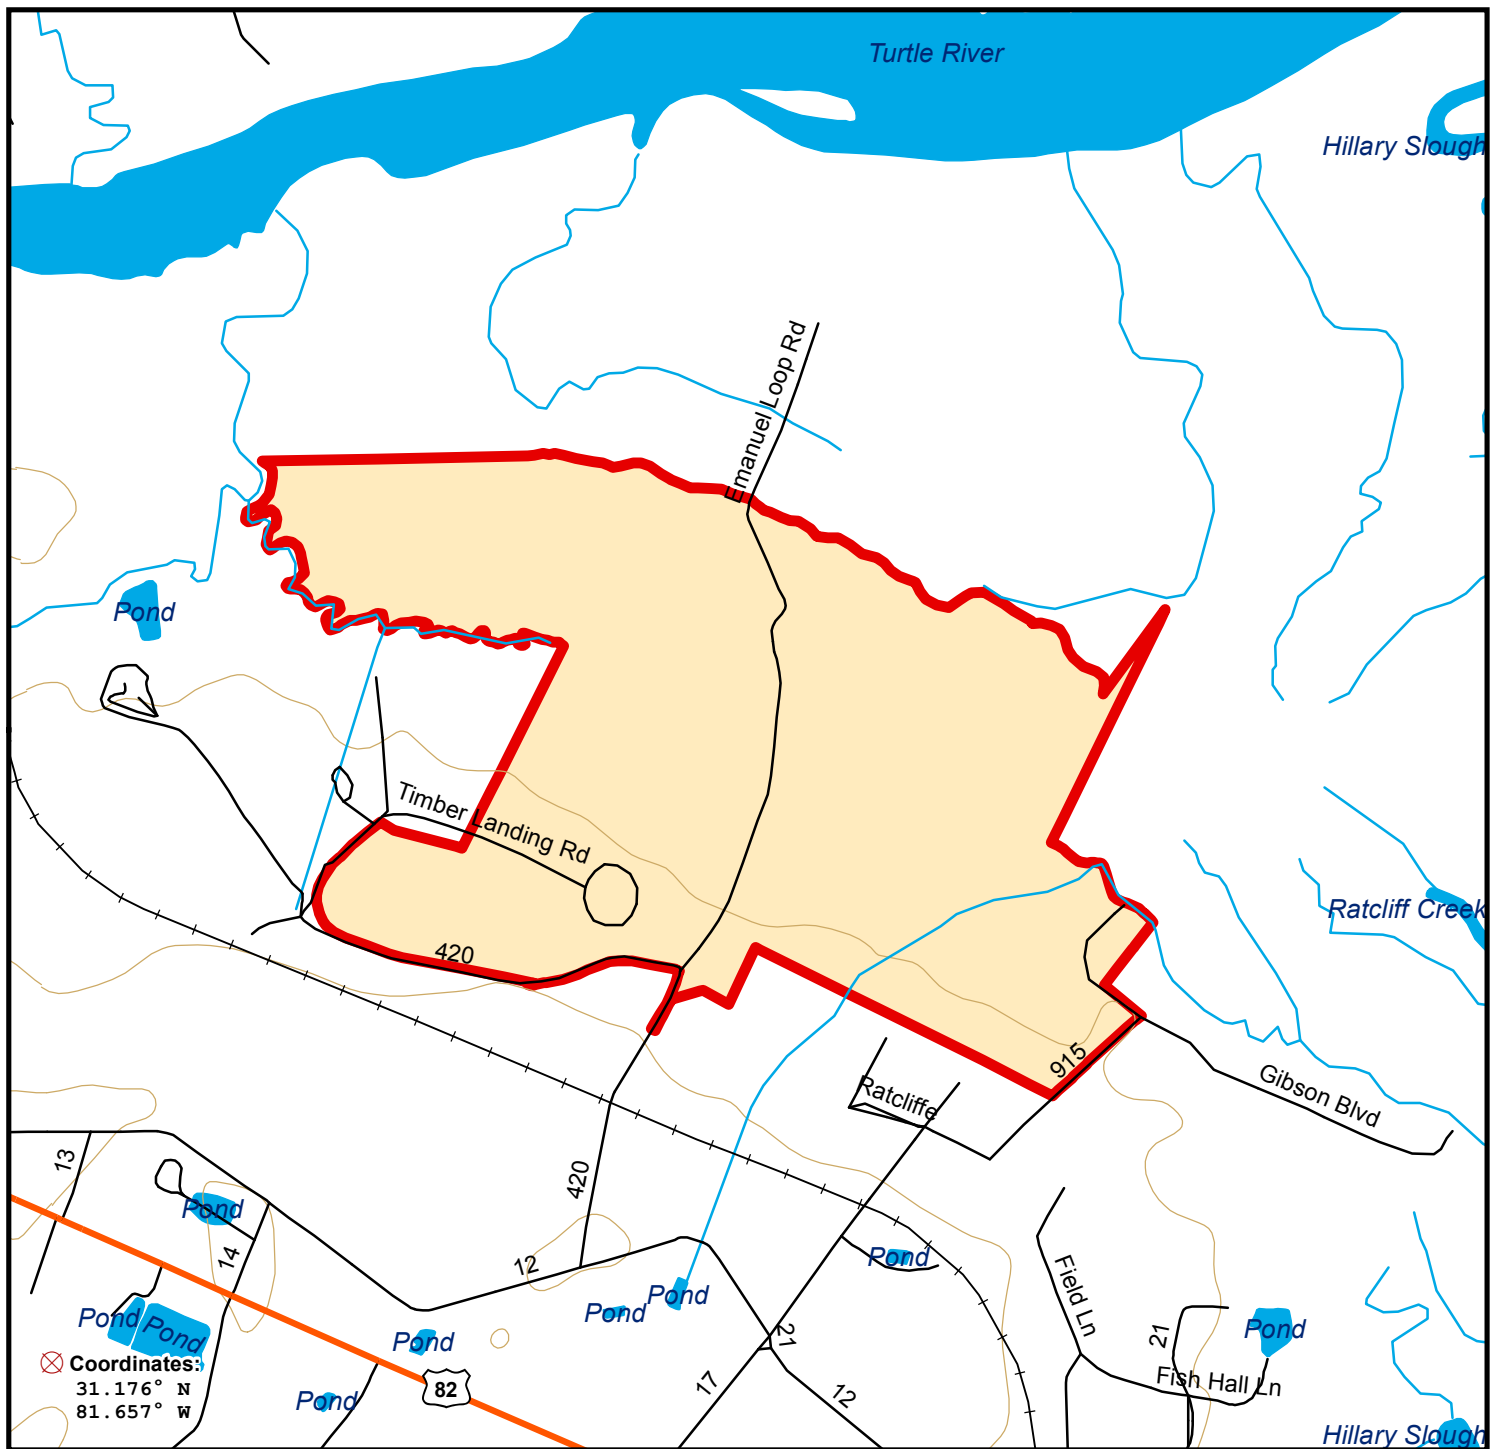 Turtle River
Hillary Slough
Emanuel Loop Rd
Pond
Timber Landing Rd
Ratcliff Creek
420
915
Ratcliffe
Gibson Blvd
13
420
Pond
14
12
Pond
Field Ln
Pond
Pond
Pond
Pond
Pond
21
21
Pond
Coordinates:
31.176° N
81.657° W
82
Pond
17
12
Fish Hall Ln
Hillary Slough